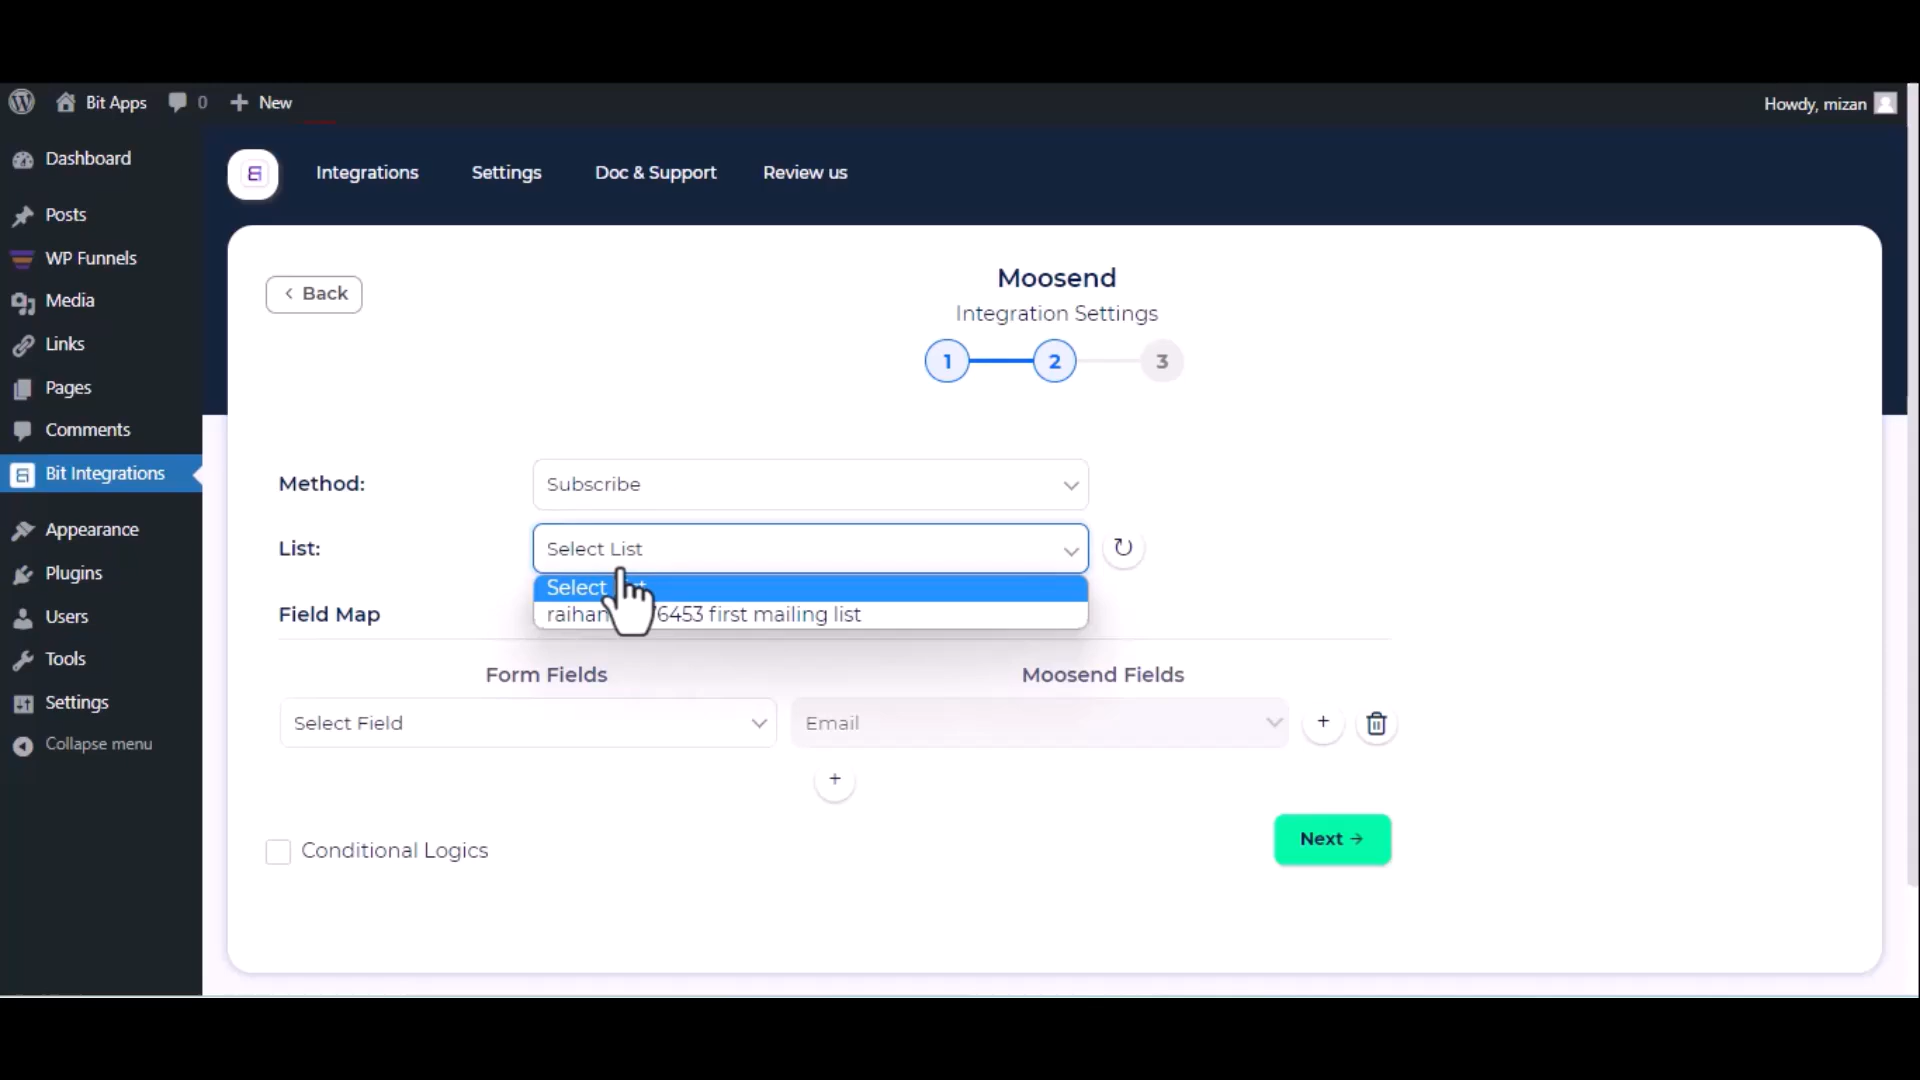 Bit Apps
0
New
Howdy, mizan
Dashboard
Posts
WP Funnels
Media
Links
Pages
Comments
Bit Integrations
Appearance
Plugins
Users
Tools
Settings
Collapse menu
Integrations
Settings
Doc & Support
Review us
Back
Moosend
Integration Settings
1
2
3
Method:
Subscribe
List:
Select List
Select
first mailing list
Field Map
Form Fields
Moosend Fields
Select Field
Email
+
+
Conditional Logics
Next →